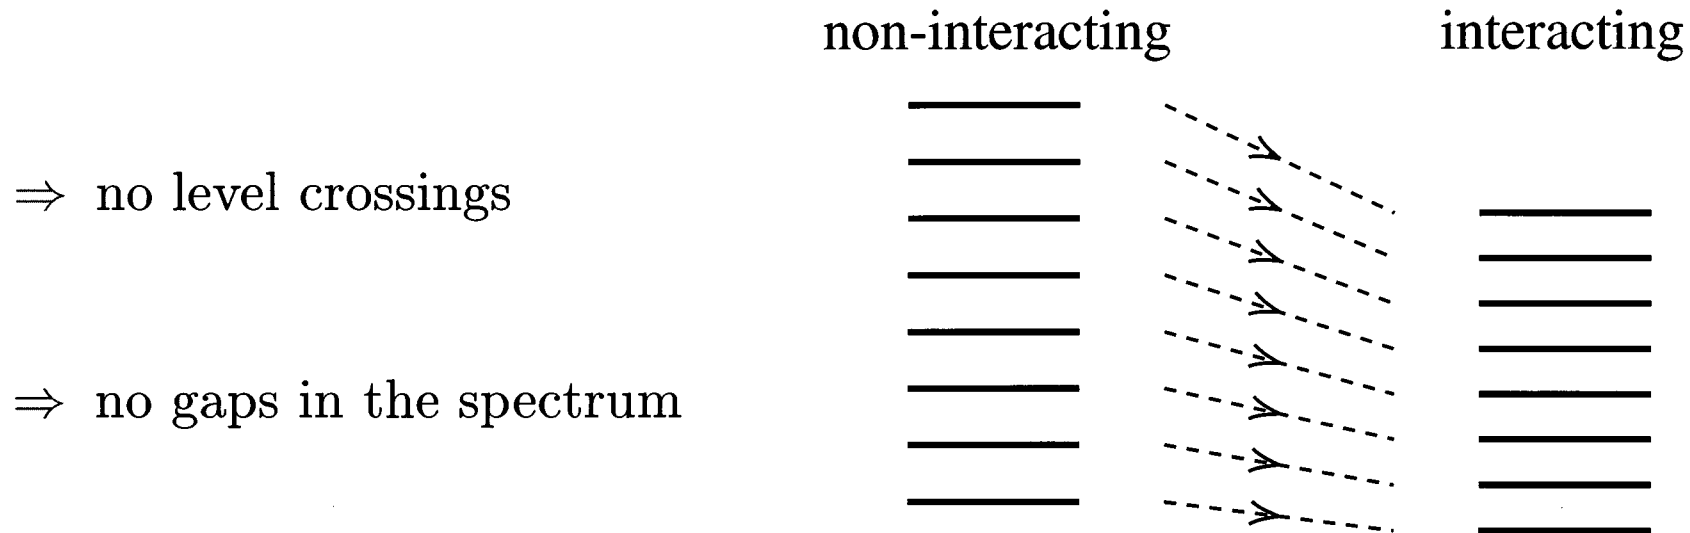 non-interacting interacting
⇒ no level crossings
⇒ no gaps in the spectrum